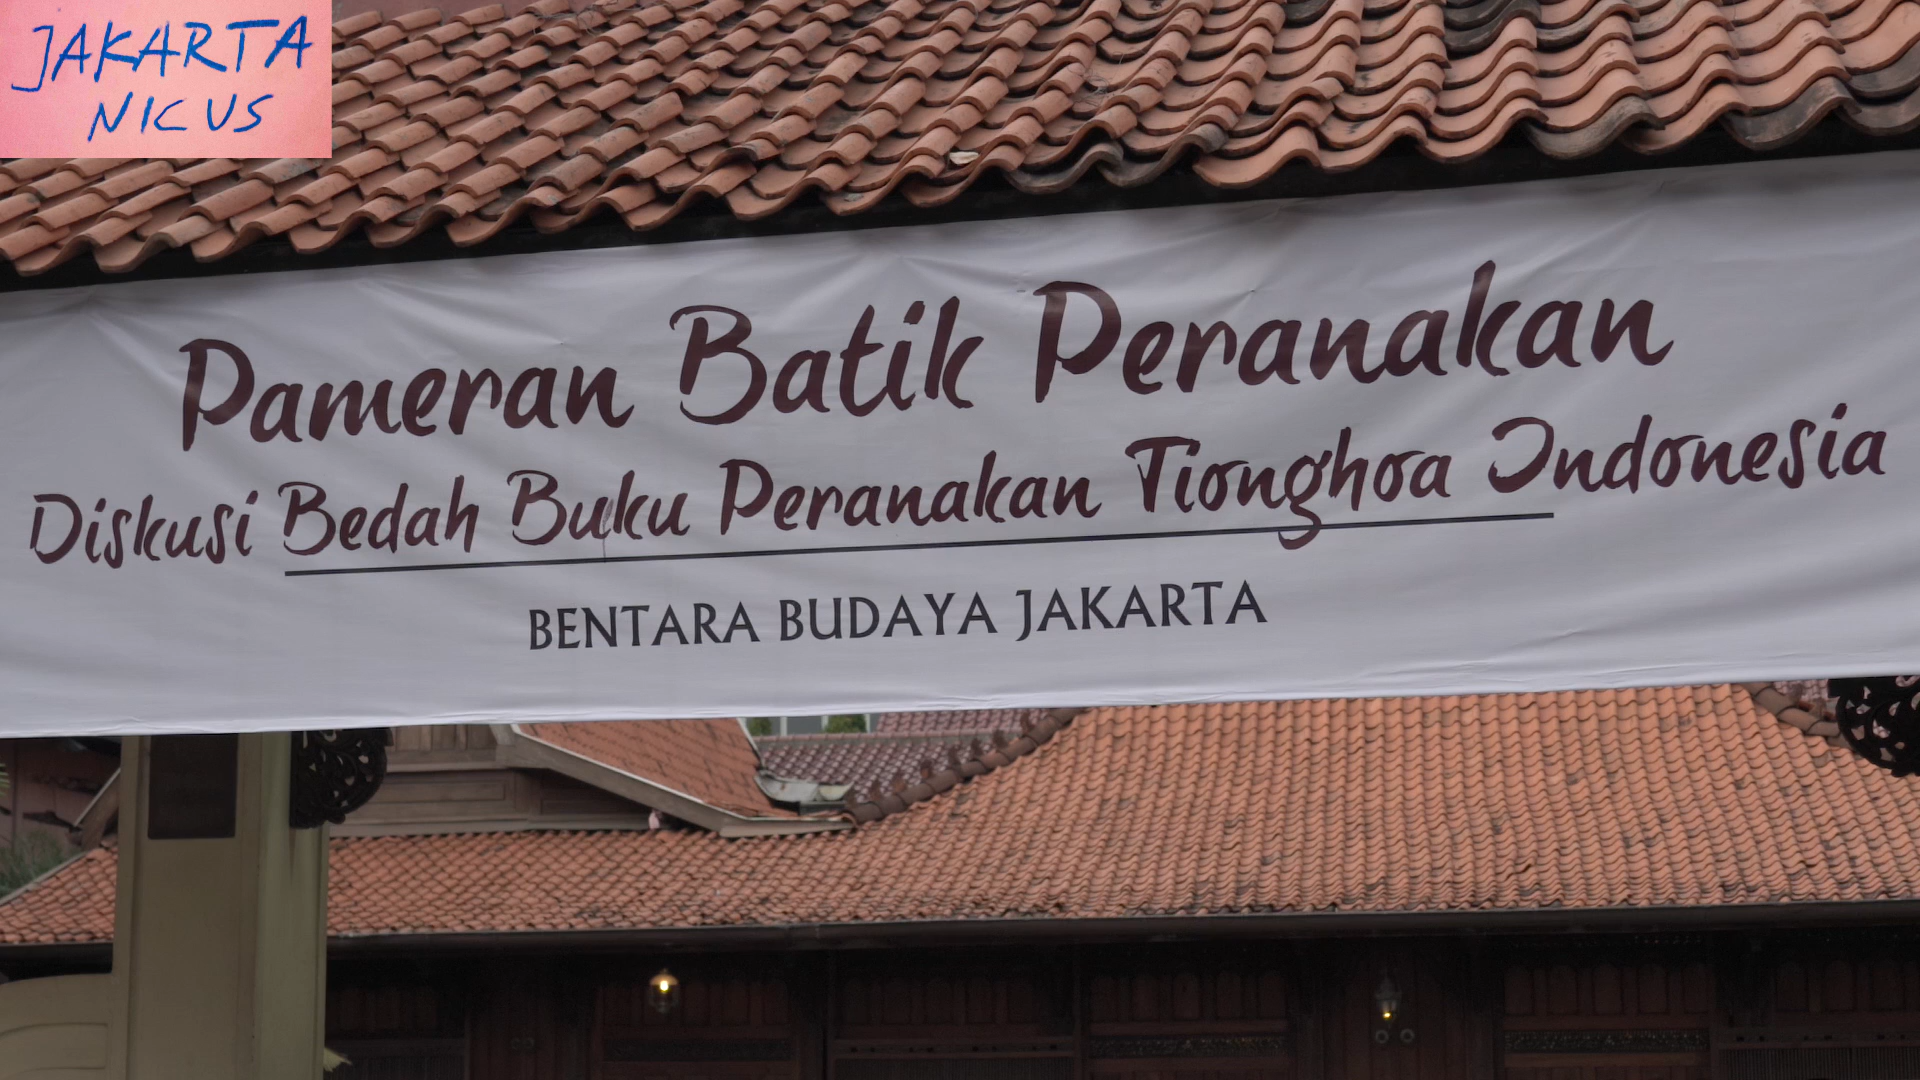 JAKARTA
NICUS
Pameran Batik Peranakan
Diskusi Bedah Buku Peranakan Tionghoa Indonesia
BENTARA BUDAYA JAKARTA